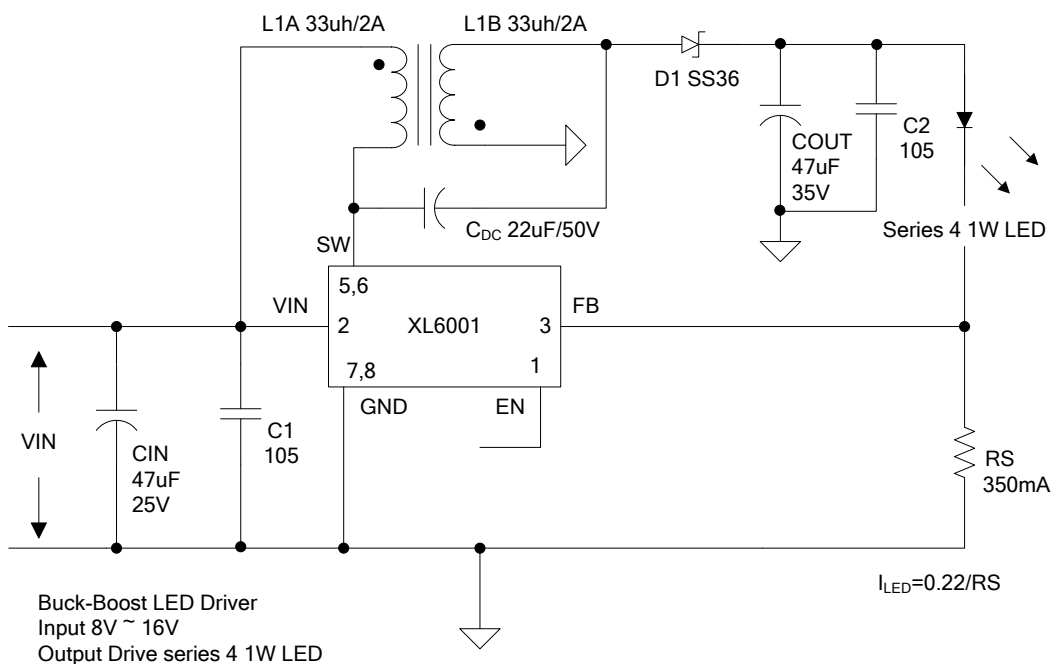 L1A 33uh/2A
L1B 33uh/2A
D1 SS36
COUT
47uF
35V
C2
105
C_DC 22uF/50V
Series 4 1W LED
SW
5,6
VIN
2
XL6001
3
FB
7,8
1
GND
EN
VIN
CIN
47uF
25V
C1
105
RS
350mA
I_LED=0.22/RS
Buck-Boost LED Driver
Input 8V ~ 16V
Output Drive series 4 1W LED